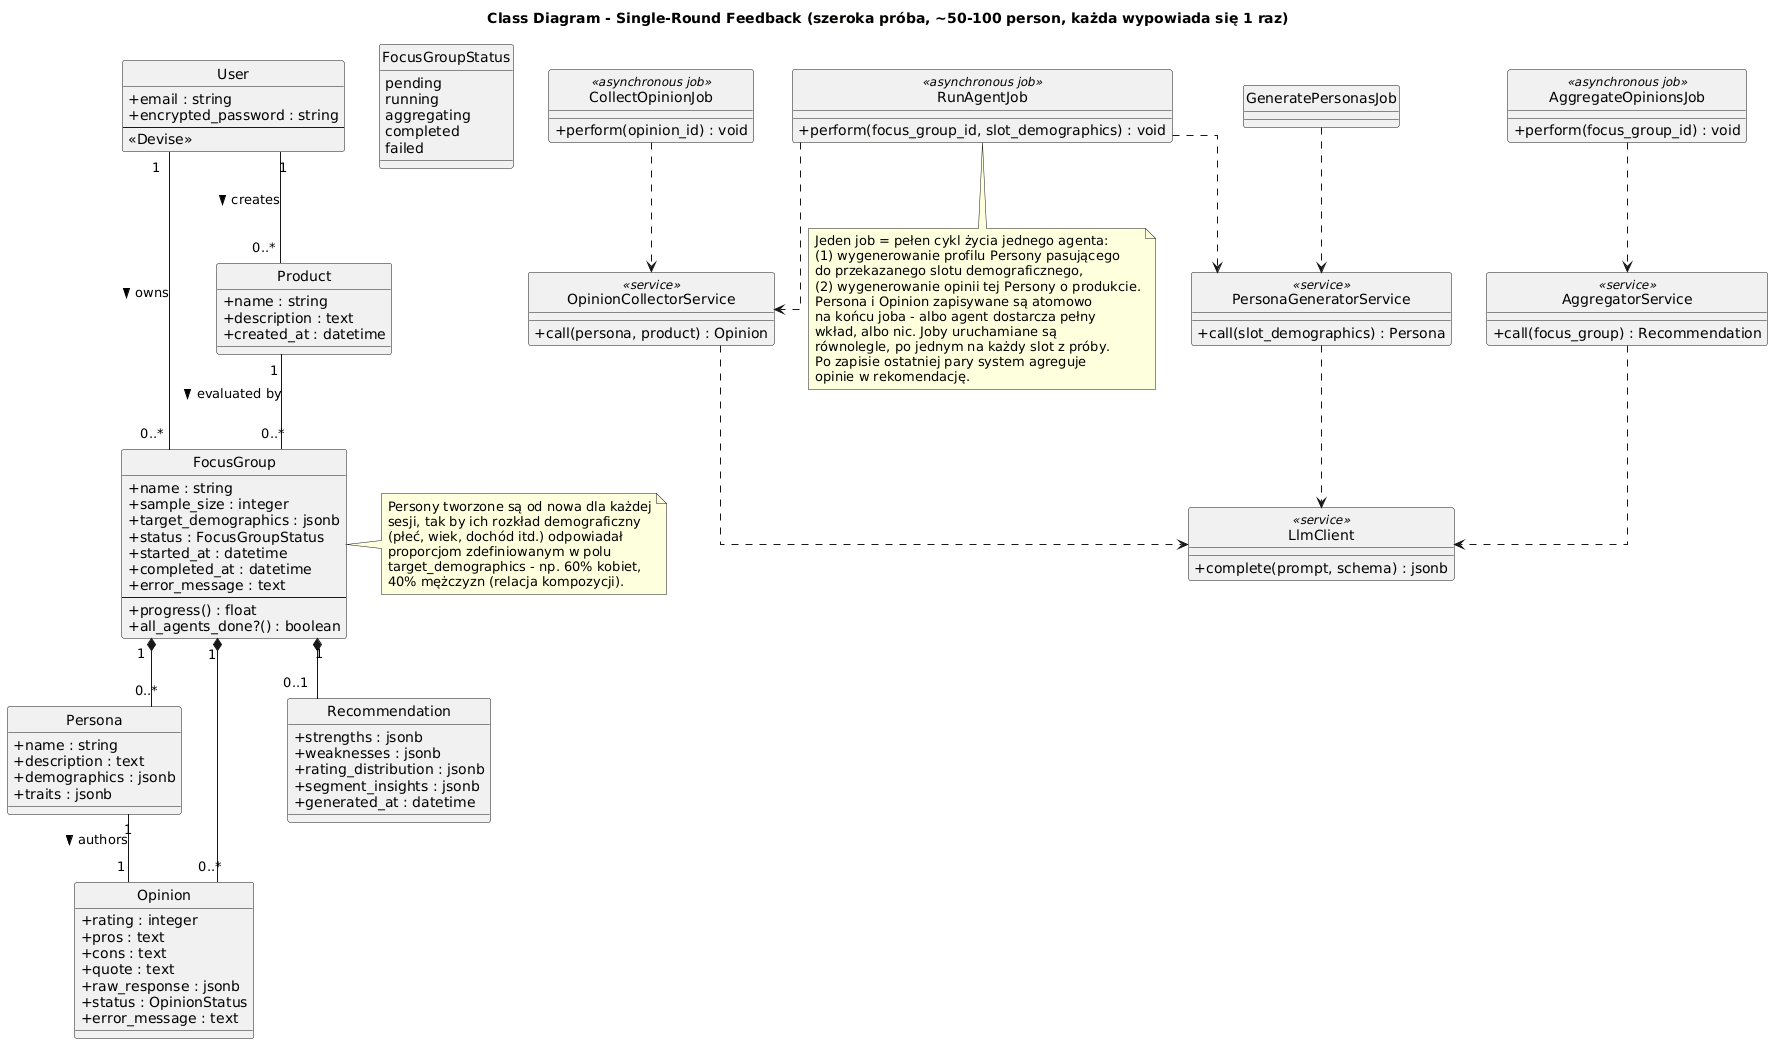 Class Diagram - Single-Round Feedback (szeroka próba, ~50-100 person, każda wypowiada się 1 raz)
User
+email : string
+encrypted_password : string
«Devise»
FocusGroupStatus
pending
running
aggregating
completed
failed
«asynchronous job»
CollectOpinionJob
+perform(opinion_id) : void
«asynchronous job»
RunAgentJob
+perform(focus_group_id, slot_demographics) : void
GeneratePersonasJob
«asynchronous job»
AggregateOpinionsJob
+perform(focus_group_id) : void
1
1
creates
0..*
owns
Product
+name : string
+description : text
+created_at : datetime
1
evaluated by
0..*
0..*
«service»
OpinionCollectorService
+call(persona, product) : Opinion
Jeden job = pełen cykl życia jednego agenta:
(1) wygenerowanie profilu Persony pasującego
do przekazanego slotu demograficznego,
(2) wygenerowanie opinii tej Persony o produkcie.
Persona i Opinion zapisywane są atomowo
na końcu joba - albo agent dostarcza pełny
wkład, albo nic. Joby uruchamiane są
równolegle, po jednym na każdy slot z próby.
Po zapisie ostatniej pary system agreguje
opinie w rekomendację.
«service»
PersonaGeneratorService
+call(slot_demographics) : Persona
«service»
AggregatorService
+call(focus_group) : Recommendation
FocusGroup
+name : string
+sample_size : integer
+target_demographics : jsonb
+status : FocusGroupStatus
+started_at : datetime
+completed_at : datetime
+error_message : text
+progress() : float
+all_agents_done?() : boolean
Persony tworzone są od nowa dla każdej
sesji, tak by ich rozkład demograficzny
(płeć, wiek, dochód itd.) odpowiadał
proporcjom zdefiniowanym w polu
target_demographics - np. 60% kobiet,
40% mężczyzn (relacja kompozycji).
«service»
LlmClient
+complete(prompt, schema) : jsonb
1
1
1
0..*
0..1
Persona
+name : string
+description : text
+demographics : jsonb
+traits : jsonb
Recommendation
+strengths : jsonb
+weaknesses : jsonb
+rating_distribution : jsonb
+segment_insights : jsonb
+generated_at : datetime
1
authors
1
0..*
Opinion
+rating : integer
+pros : text
+cons : text
+quote : text
+raw_response : jsonb
+status : OpinionStatus
+error_message : text